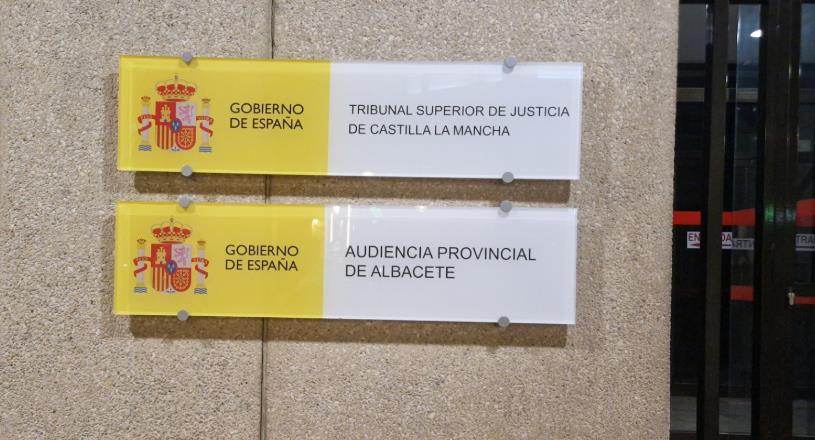 GOBIERNO
DE ESPAÑA
TRIBUNAL SUPERIOR DE JUSTICIA
DE CASTILLA LA MANCHA
GOBIERNO
DE ESPAÑA
AUDIENCIA PROVINCIAL
DE ALBACETE